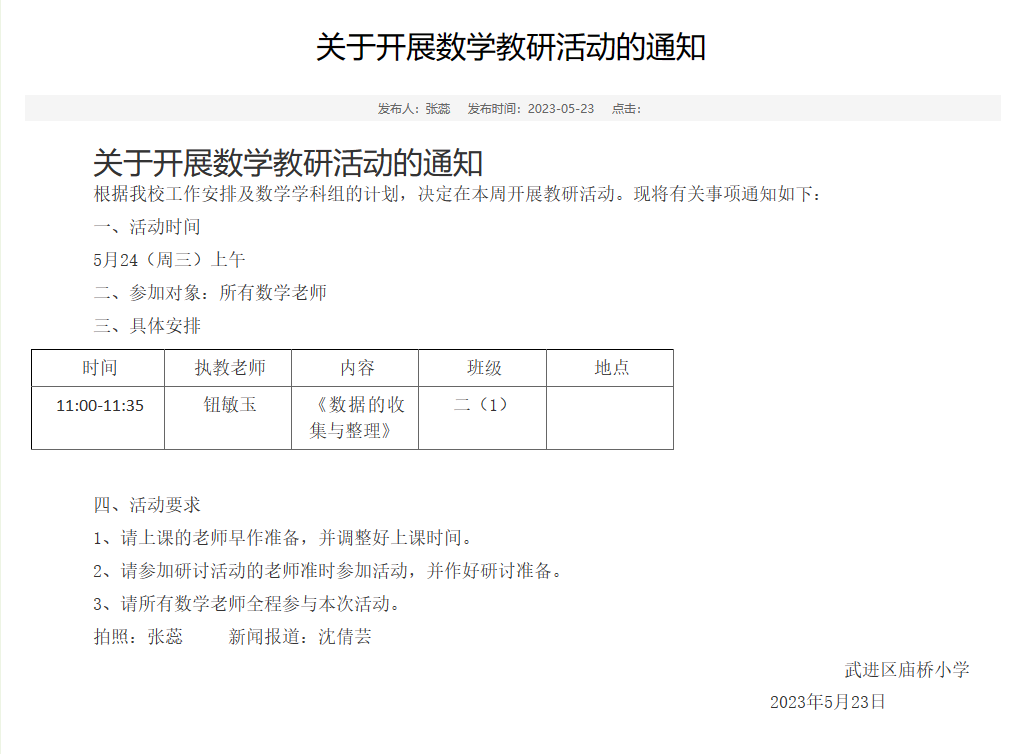 关于开展数学教研活动的通知
发布人：张蕊 发布时间：2023-05-23 点击：
关于开展数学教研活动的通知
根据我校工作安排及数学学科组的计划，决定在本周开展教研活动。现将有关事项通知如下：
一、活动时间
5月24（周三）上午
二、参加对象：所有数学老师
三、具体安排
时间 执教老师 内容 班级 地点
11:00-11:35 钮敏玉 《数据的收 二（1）
集与整理》
四、活动要求
1、请上课的老师早作准备，并调整好上课时间。
2、请参加研讨活动的老师准时参加活动，并作好研讨准备。
3、请所有数学老师全程参与本次活动。
拍照：张蕊 新闻报道：沈倩芸
武进区庙桥小学
2023年5月23日